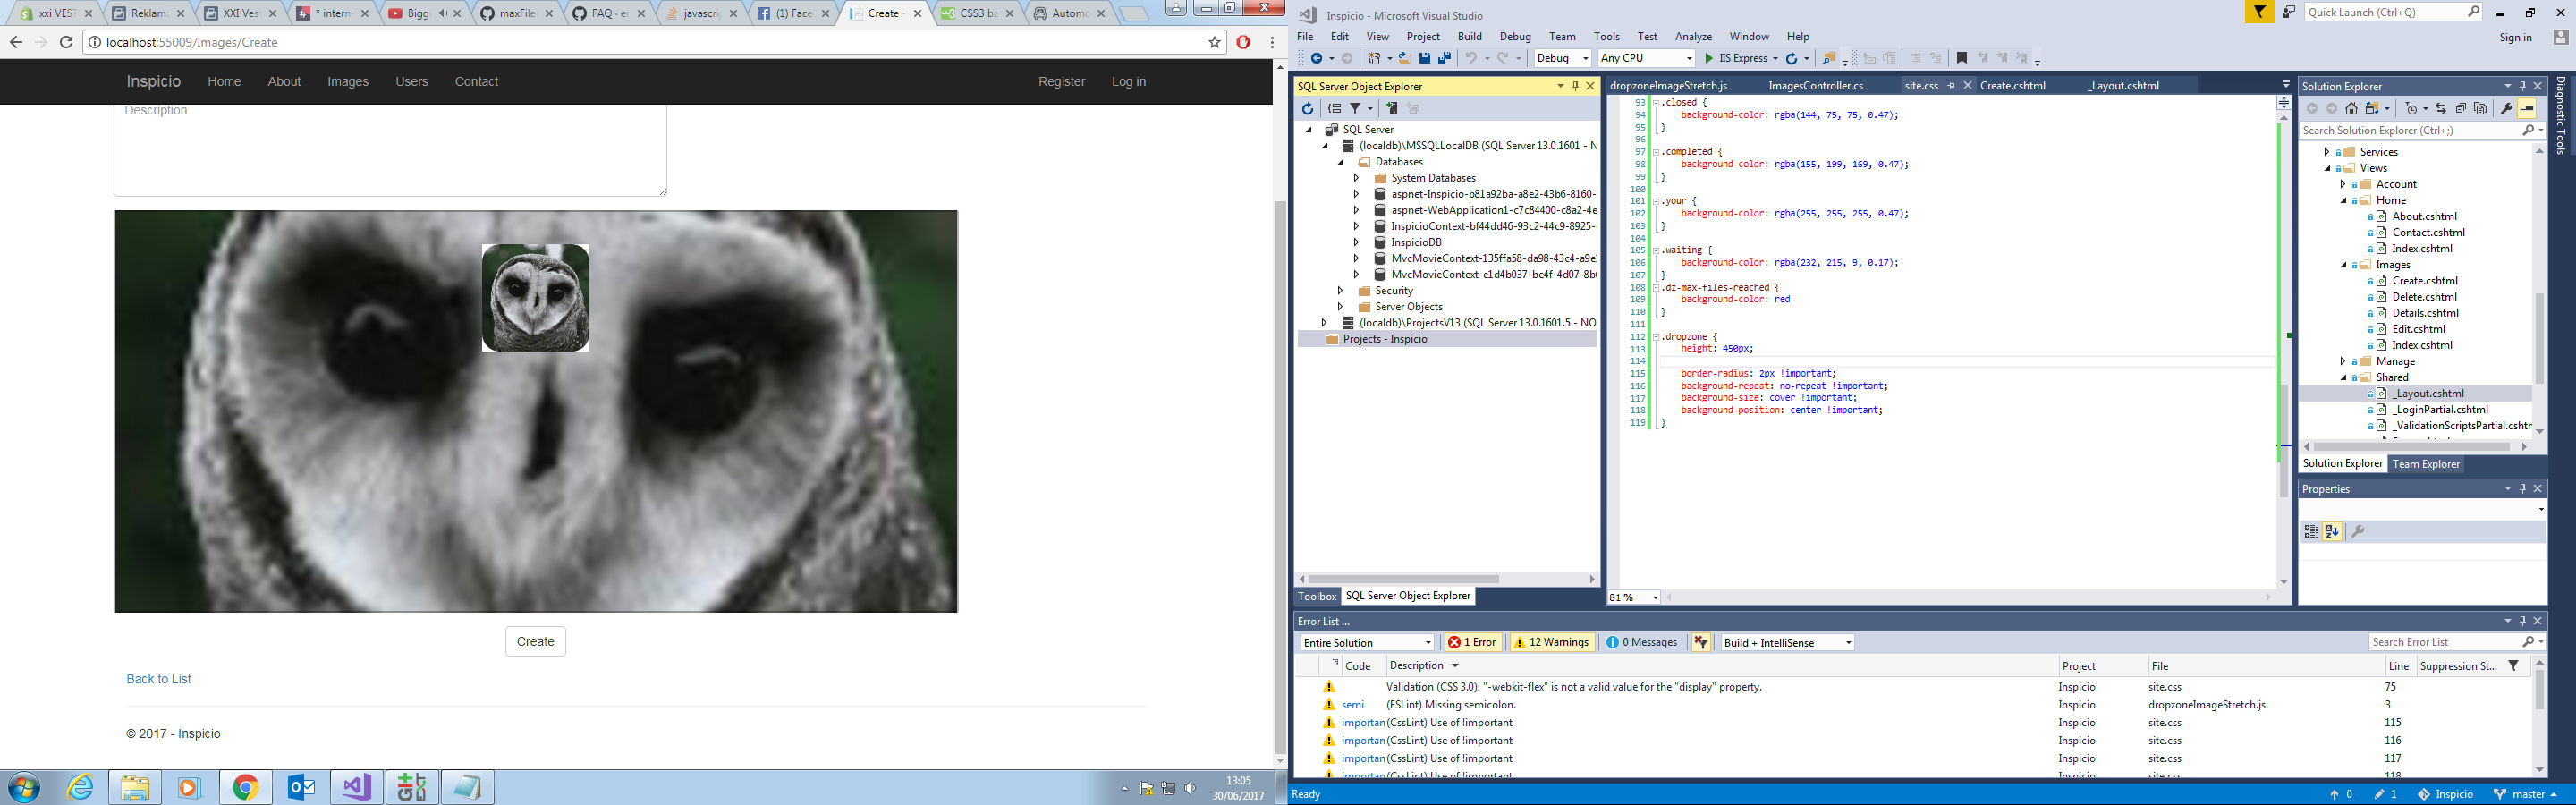 xxi VEST
Reklam
XXI Vest
* intern
Bigg
maxFile
FAQ · e
javascri
(1) Face
Create -
CSS3 ba
Automo
localhost:55009/Images/Create
Inspicio
Home
About
Images
Users
Contact
Register
Log in
Description
Create
Back to List
© 2017 - Inspicio
13:05
30/06/2017
Inspicio - Microsoft Visual Studio
Quick Launch (Ctrl+Q)
File Edit View Project Build Debug Team Tools Test Analyze Window Help
Sign in
Debug
Any CPU
IIS Express
SQL Server Object Explorer
SQL Server
(localdb)\MSSQLLocalDB (SQL Server 13.0.1601 - NO
Databases
System Databases
aspnet-Inspicio-b81a92ba-a8e2-43b6-8160-
aspnet-WebApplication1-c7c84400-c8a2-4e
InspicioContext-bf44dd46-93c2-44c9-8925-
InspicioDB
MvcMovieContext-135ffa58-da98-43c4-a9e
MvcMovieContext-e1d4b037-be4f-4d07-8b
Security
Server Objects
(localdb)\ProjectsV13 (SQL Server 13.0.1601.5 - NO
Projects - Inspicio
Toolbox
SQL Server Object Explorer
dropzoneImageStretch.js
ImagesController.cs
site.css
Create.cshtml
_Layout.cshtml
93 .closed {
94 background-color: rgba(144, 75, 75, 0.47);
95 }
96
97 .completed {
98 background-color: rgba(155, 199, 169, 0.47);
99 }
100
101 .your {
102 background-color: rgba(255, 255, 255, 0.47);
103 }
104
105 .waiting {
106 background-color: rgba(232, 215, 9, 0.17);
107 }
108 .dz-max-files-reached {
109 background-color: red
110 }
111
112 .dropzone {
113 height: 450px;
114
115 border-radius: 2px !important;
116 background-repeat: no-repeat !important;
117 background-size: cover !important;
118 background-position: center !important;
119 }
81 %
Solution Explorer
Search Solution Explorer (Ctrl+;)
Services
Views
Account
Home
About.cshtml
Contact.cshtml
Index.cshtml
Images
Create.cshtml
Delete.cshtml
Details.cshtml
Edit.cshtml
Index.cshtml
Manage
Shared
_Layout.cshtml
_LoginPartial.cshtml
_ValidationScriptsPartial.cshtm
Solution Explorer
Team Explorer
Properties
Diagnostic Tools
Error List ...
Entire Solution
1 Error
12 Warnings
0 Messages
Build + IntelliSense
Search Error List
Code Description Project File Line Suppression St...
Validation (CSS 3.0): "-webkit-flex" is not a valid value for the "display" property. Inspicio site.css 75
semi (ESLint) Missing semicolon. Inspicio dropzoneImageStretch.js 3
importan (CssLint) Use of !important Inspicio site.css 115
importan (CssLint) Use of !important Inspicio site.css 116
importan (CssLint) Use of !important Inspicio site.css 117
importan (CssLint) Use of !important Inspicio site.css 118
Ready
0
1
Inspicio
master